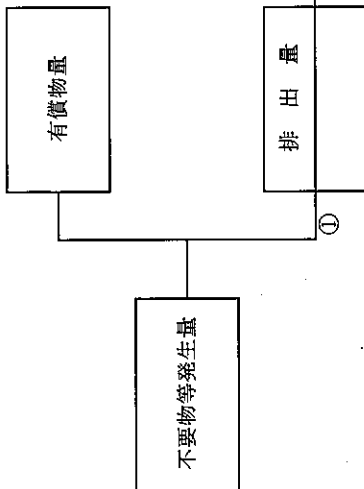 有償物量
排出量
①
不要物等発生量